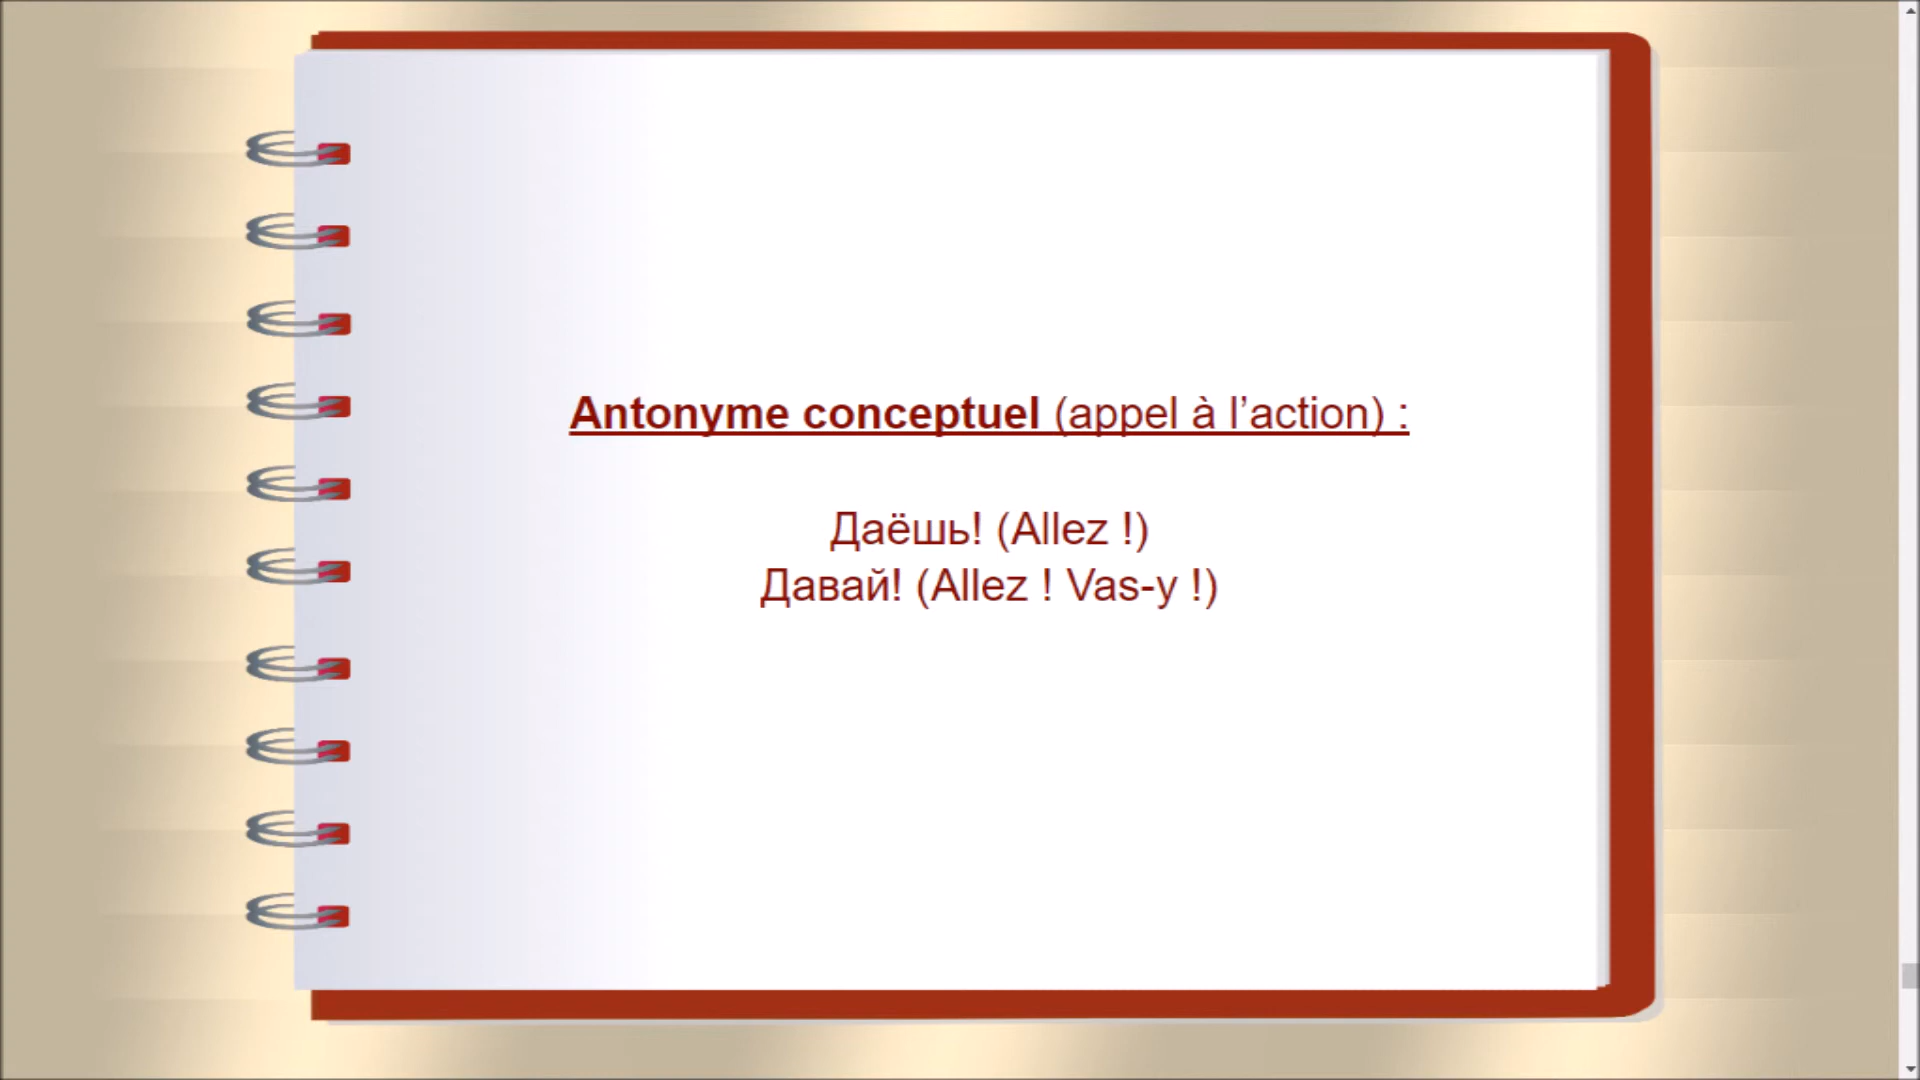 Antonyme conceptuel (appel à l’action) :
Даёшь! (Allez !)
Давай! (Allez ! Vas-y !)